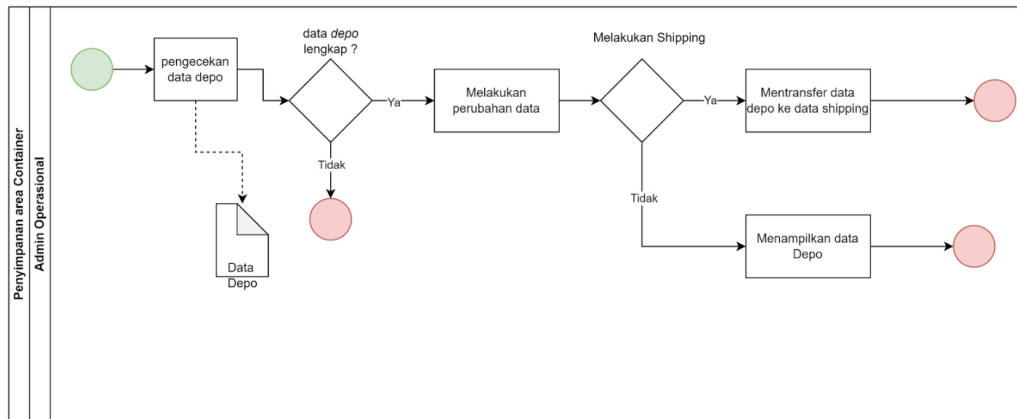 Penyimpanan area Container
Admin Operasional
pengecekan
data depo
data depo
lengkap ?
Ya
Tidak
Data
Depo
Melakukan
perubahan data
Melakukan Shipping
Ya
Tidak
Mentransfer data
depo ke data shipping
Menampilkan data
Depo